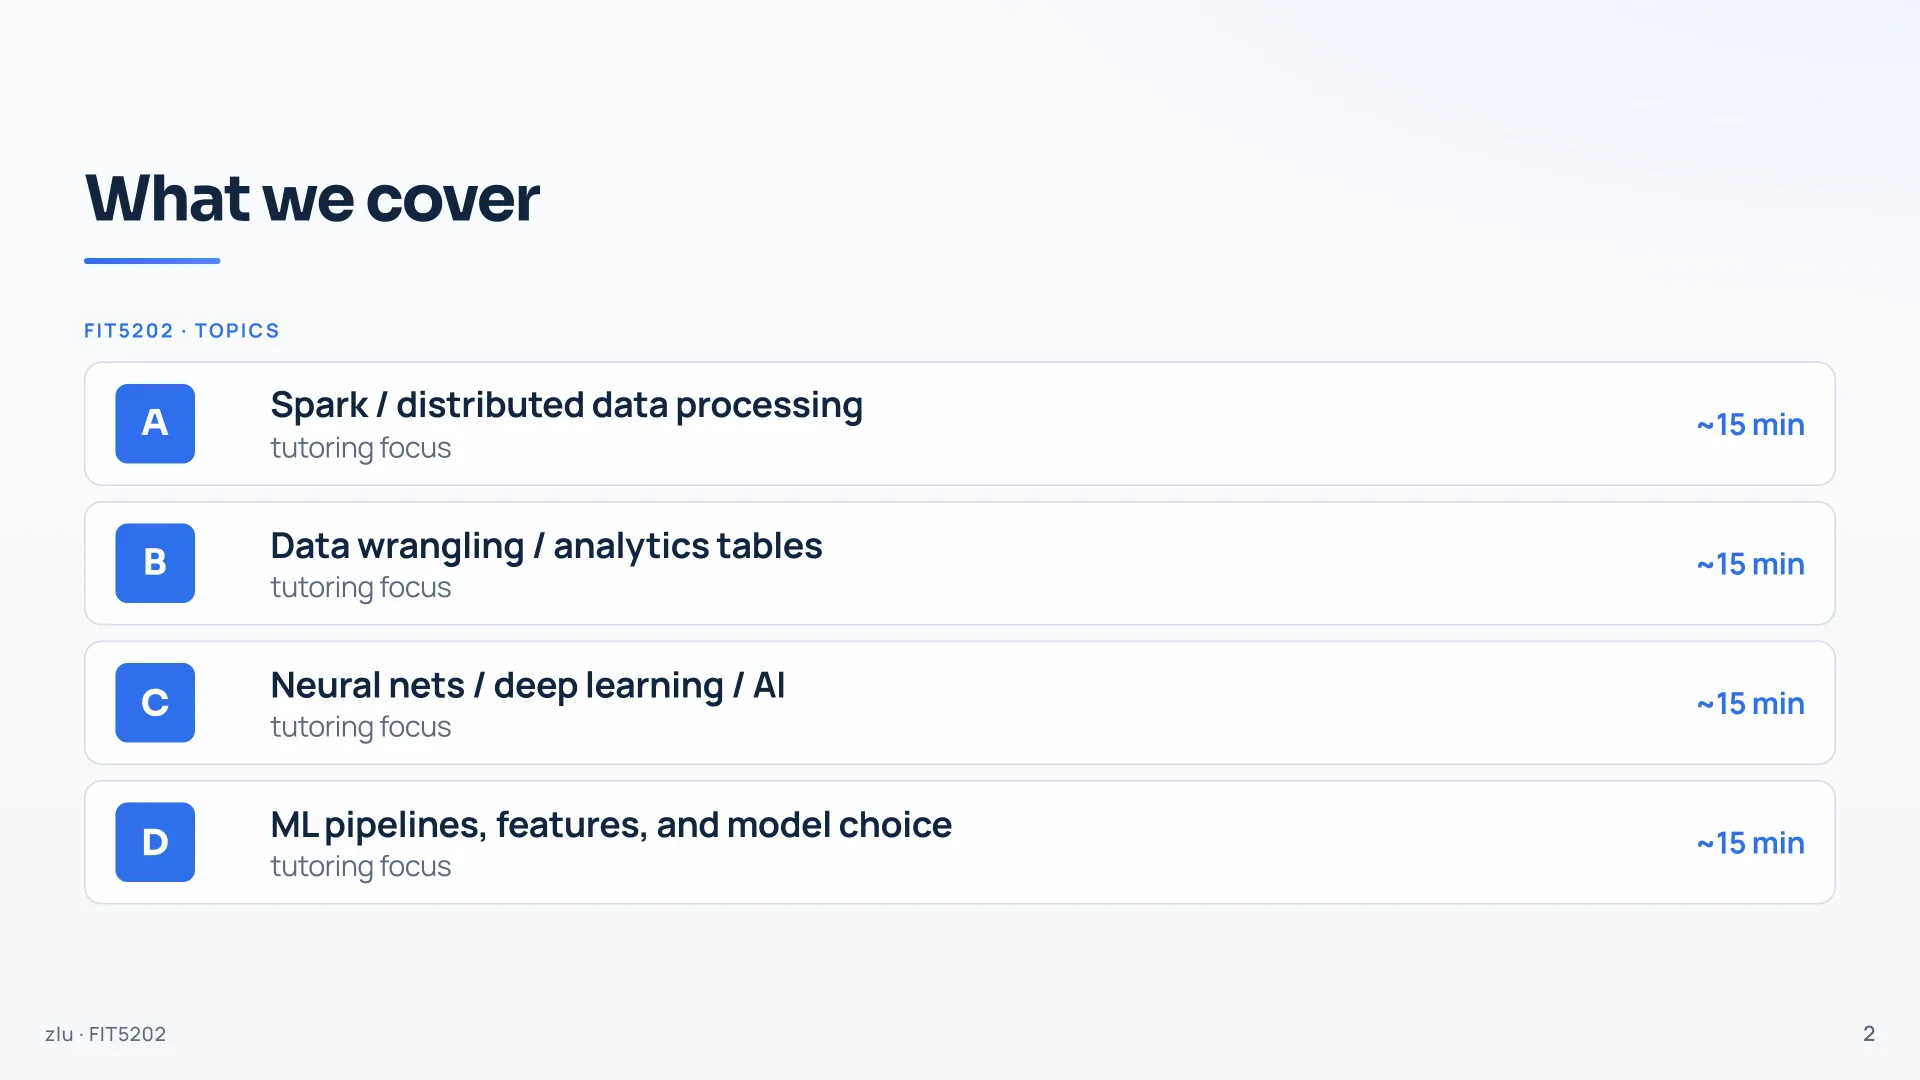 What we cover
FIT5202 · TOPICS
A
Spark / distributed data processing
tutoring focus
~15 min
B
Data wrangling / analytics tables
tutoring focus
~15 min
C
Neural nets / deep learning / AI
tutoring focus
~15 min
D
ML pipelines, features, and model choice
tutoring focus
~15 min
zlu · FIT5202
2